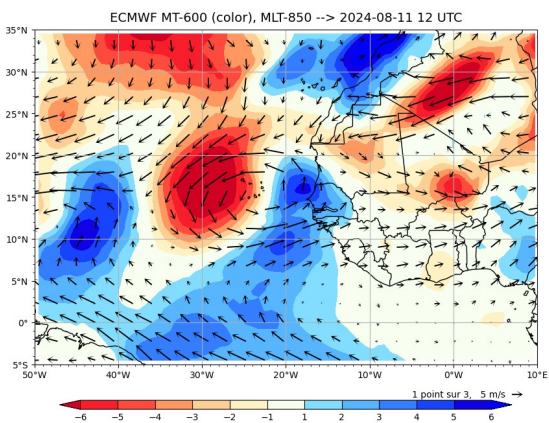 ECMWF MT-600 (color), MLT-850 --> 2024-08-11 12 UTC
35°N
30°N
25°N
20°N
15°N
10°N
5°N
0°
5°S
50°W 40°W 30°W 20°W 10°W 0°W 10°E
1 point sur 3, 5 m/s
−6 −5 −4 −3 −2 −1 1 2 3 4 5 6